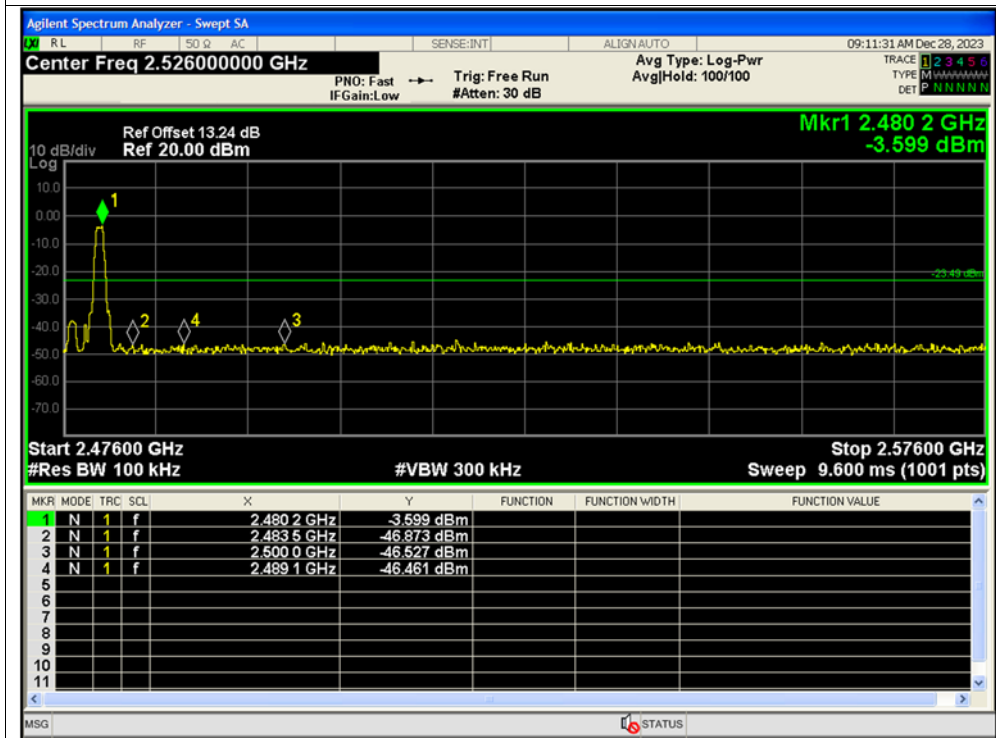 Agilent Spectrum Analyzer - Swept SA
LXI RL RF 50 Ω AC SENSE:INT ALIGNAUTO 09:11:31 AM Dec 28, 2023
Center Freq 2.526000000 GHz
PNO: Fast
IFGain:Low
Trig: Free Run
#Atten: 30 dB
Avg Type: Log-Pwr
Avg|Hold: 100/100
TRACE 1 2 3 4 5 6
TYPE M
DET P N N N N N
Mkr1 2.480 2 GHz
-3.599 dBm
Ref Offset 13.24 dB
10 dB/div Ref 20.00 dBm
Log
10.0
0.00
-10.0
-20.0
-30.0
-40.0
-50.0
-60.0
-70.0
1
2
4
3
-23.49 dBm
Start 2.47600 GHz Stop 2.57600 GHz
#Res BW 100 kHz #VBW 300 kHz Sweep 9.600 ms (1001 pts)
MKR MODE TRC SCL X Y FUNCTION FUNCTION WIDTH FUNCTION VALUE
1 N 1 f 2.480 2 GHz -3.599 dBm
2 N 1 f 2.483 5 GHz -46.873 dBm
3 N 1 f 2.500 0 GHz -46.527 dBm
4 N 1 f 2.489 1 GHz -46.461 dBm
5
6
7
8
9
10
11
MSG STATUS